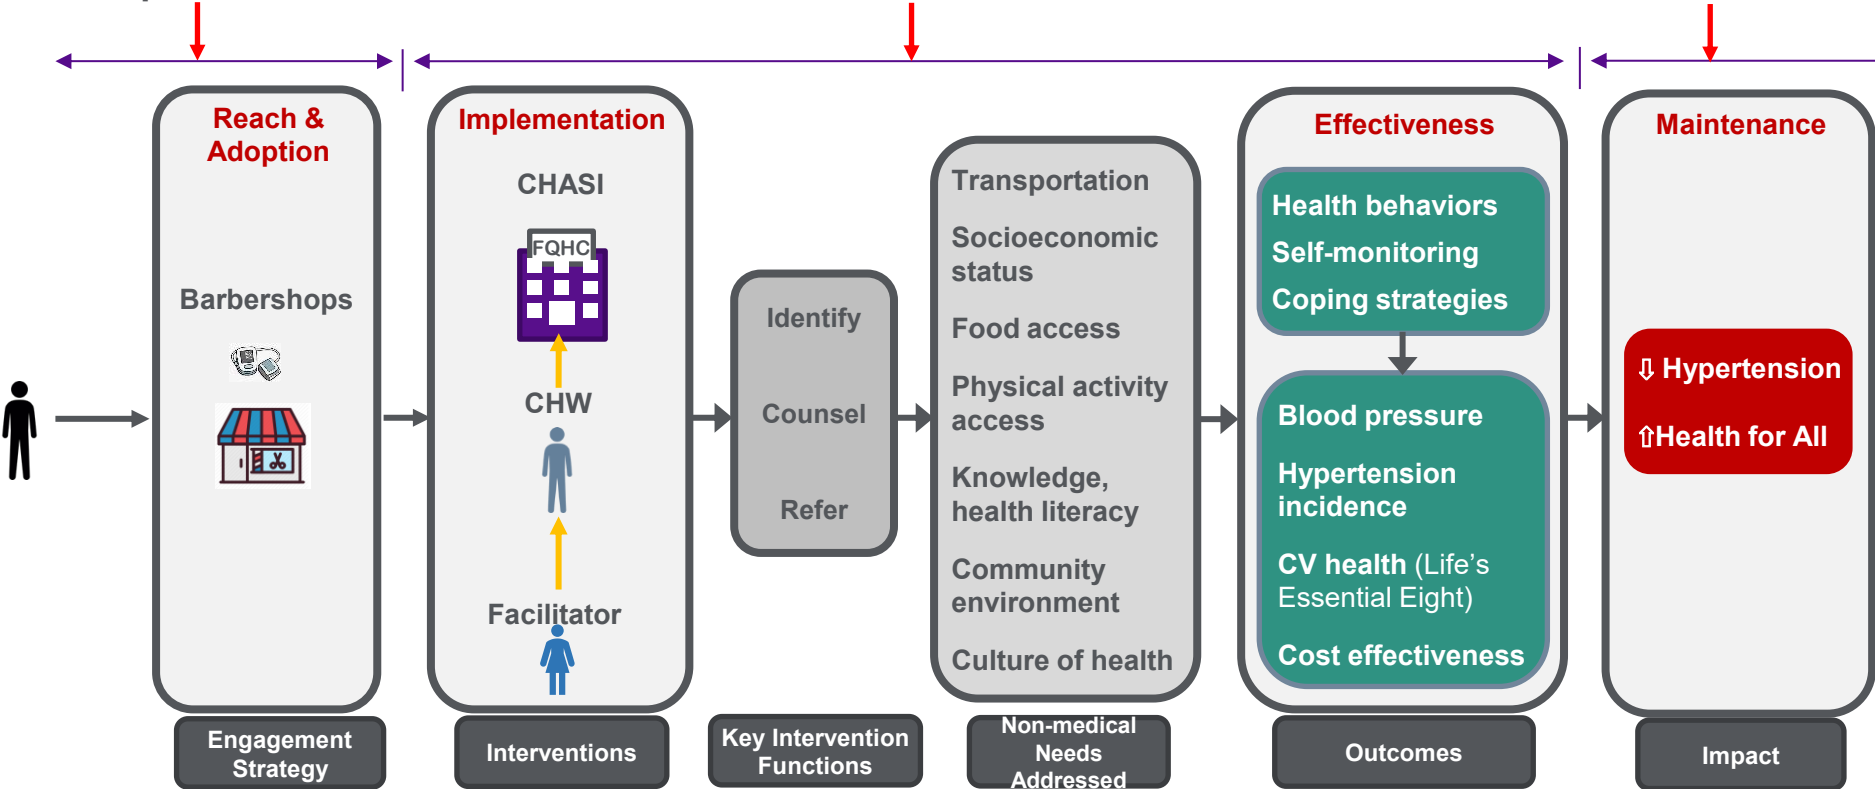 Reach &
Adoption
Barbershops
Engagement
Strategy
Implementation
CHASI
FQHC
CHW
Facilitator
Interventions
Identify
Counsel
Refer
Key Intervention
Functions
Transportation
Socioeconomic
status
Food access
Physical activity
access
Knowledge,
health literacy
Community
environment
Culture of health
Non-medical
Needs
Addressed
Effectiveness
Health behaviors
Self-monitoring
Coping strategies
Blood pressure
Hypertension
incidence
CV health (Life's
Essential Eight)
Cost effectiveness
Outcomes
Maintenance
⇩ Hypertension
⇧Health for All
Impact